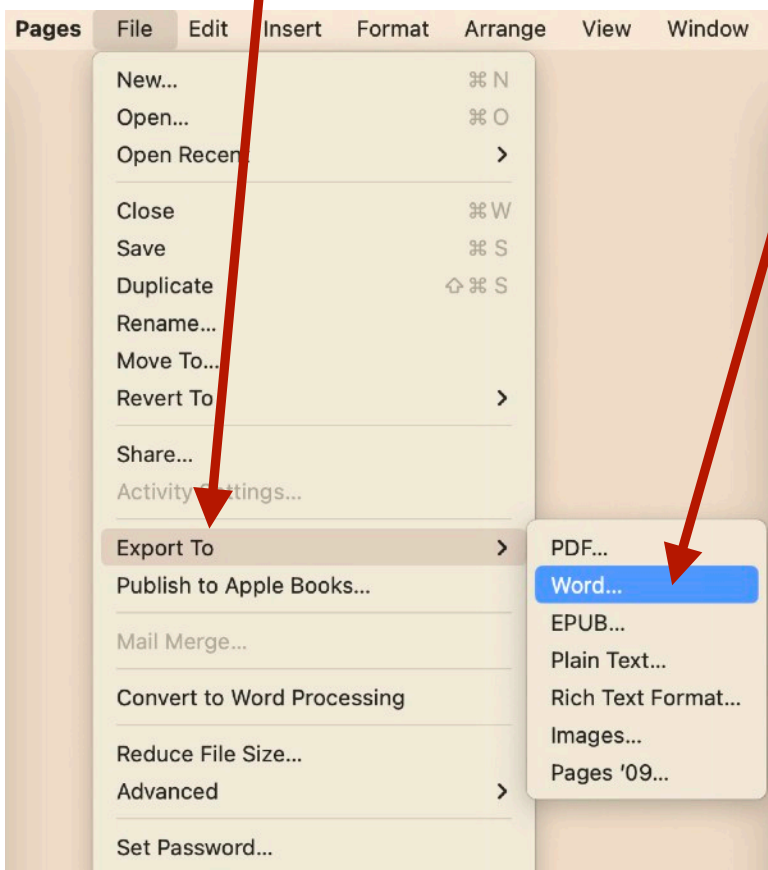 Pages File Edit Insert Format Arrange View Window
New... ⌘ N
Open... ⌘ O
Open Recent >
Close ⌘ W
Save ⌘ S
Duplicate ⇧ ⌘ S
Rename...
Move To...
Revert To >
Share...
Activity Settings...
Export To >
Publish to Apple Books...
Mail Merge...
Convert to Word Processing
Reduce File Size...
Advanced >
Set Password...
PDF...
Word...
EPUB...
Plain Text...
Rich Text Format...
Images...
Pages '09...